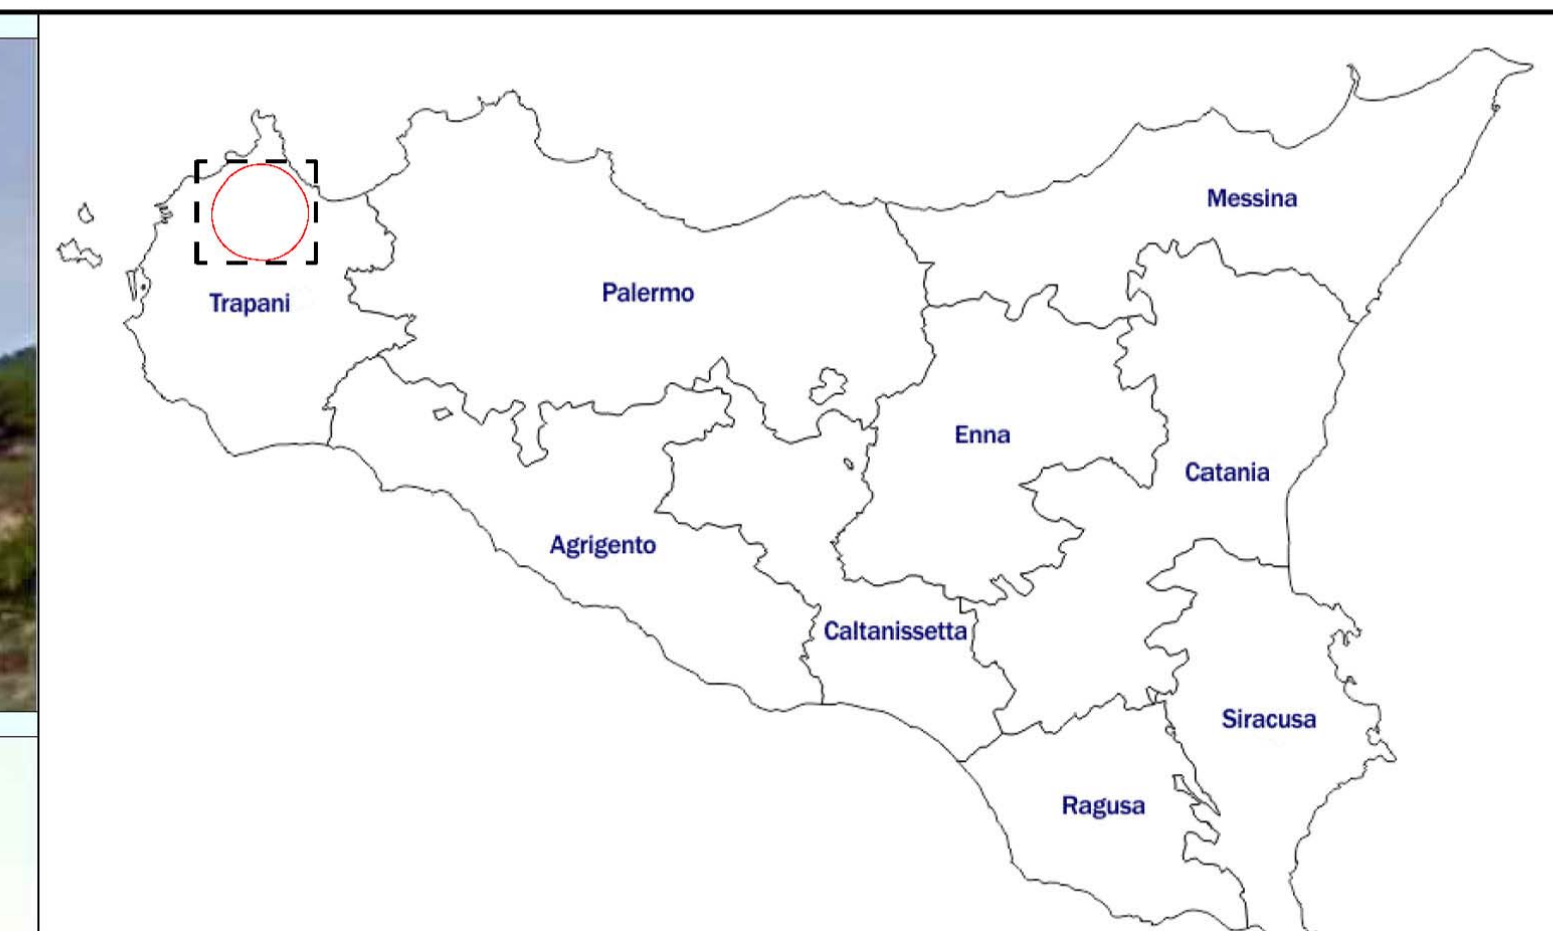 Messina
Palermo
Trapani
Enna
Catania
Agrigento
Caltanissetta
Siracusa
Ragusa